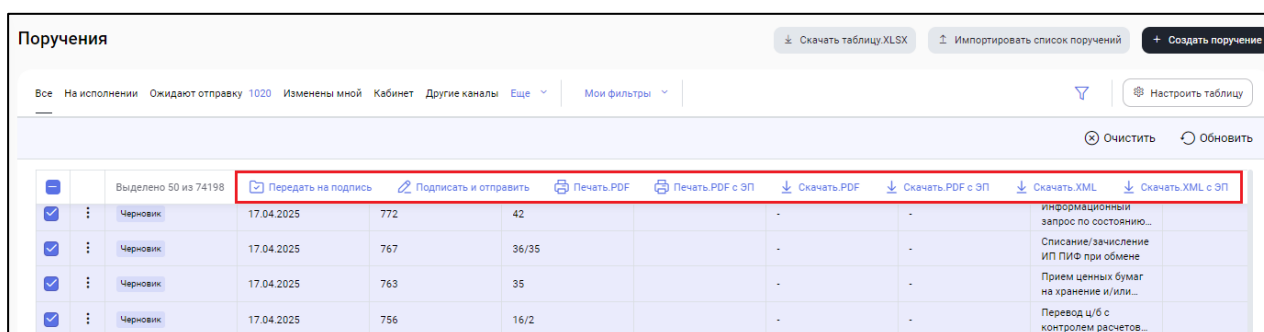 Поручения
Скачать таблицу.XLSX
Импортировать список поручений
+ Создать поручение
Все На исполнении Ожидают отправку 1020 Изменены мной Кабинет Другие каналы Еще Мои фильтры
Настроить таблицу
Очистить Обновить
Выделено 50 из 74198 Передать на подпись Подписать и отправить Печать.PDF Печать.PDF с ЭП Скачать.PDF Скачать.PDF с ЭП Скачать.XML Скачать.XML с ЭП
Черновик 17.04.2025 772 42 - - Информационный
запрос по состоянию...
Черновик 17.04.2025 767 36/35 - - Списание/зачисление
ИП ПИФ при обмене
Черновик 17.04.2025 763 35 - - Прием ценных бумаг
на хранение и/или...
Черновик 17.04.2025 756 16/2 - - Перевод ц/б с
контролем расчетов...